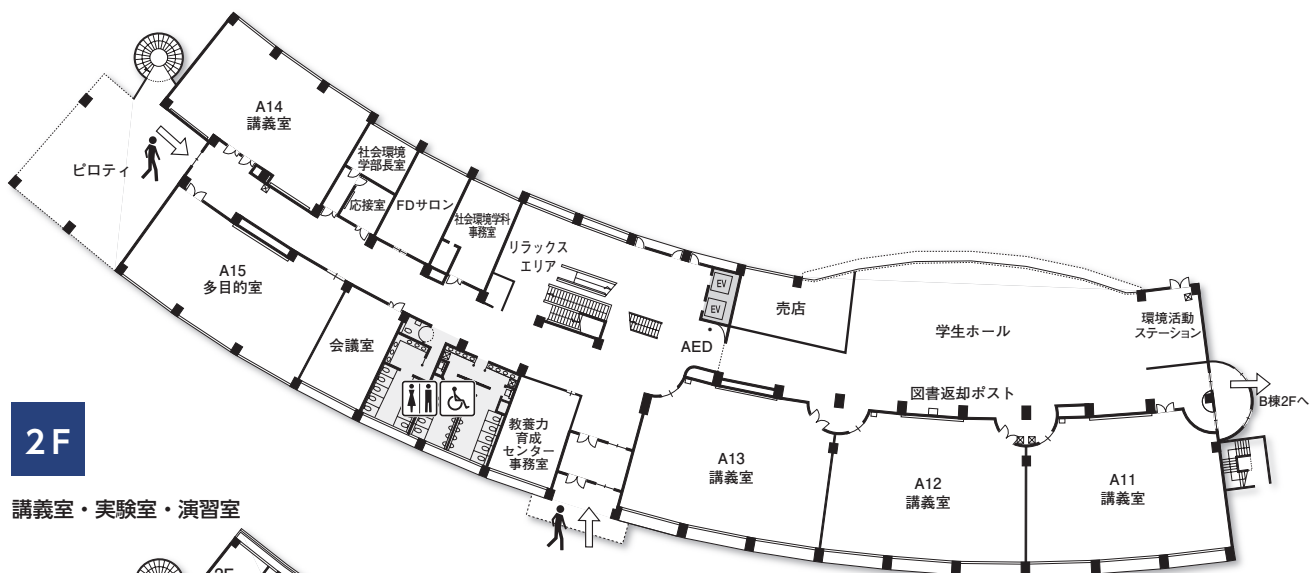 A14
講義室
ピロティ
社会環境
学部長室
応接室
FDサロン
社会環境学科
事務室
リラックス
エリア
A15
多目的室
会議室
EV
EV
売店
AED
学生ホール
環境活動
ステーション
図書返却ポスト
B棟2Fへ
教養力
育成
センター
事務室
A13
講義室
A12
講義室
A11
講義室
2F
講義室・実験室・演習室